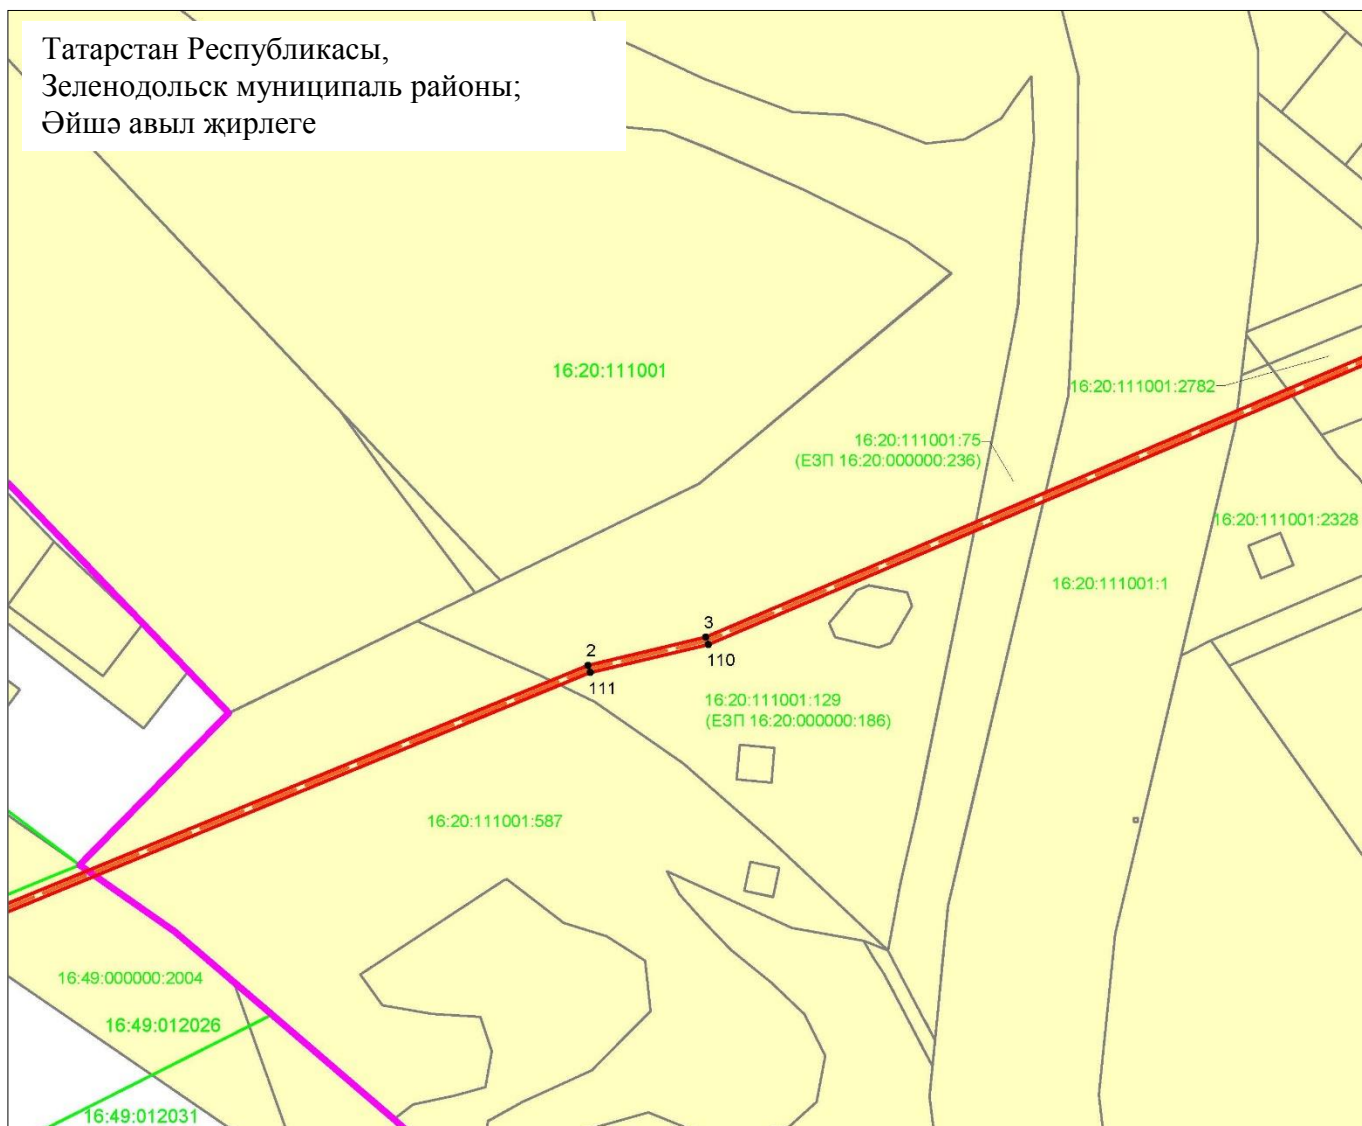 Татарстан Республикасы,
Зеленодольск муниципаль районы;
Әйшә авыл җирлеге
16:20:111001
16:20:111001:2782
16:20:111001:75
(ЕЗП 16:20:000000:236)
16:20:111001:2328
16:20:111001:1
3
110
2
111
16:20:111001:129
(ЕЗП 16:20:000000:186)
16:20:111001:587
16:49:000000:2004
16:49:012026
16:49:012031